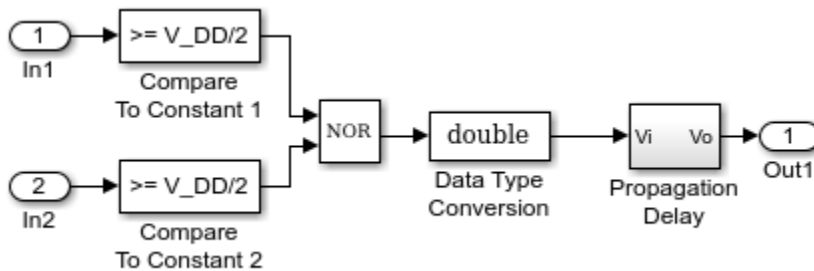 1
In1
>= V_DD/2
Compare
To Constant 1
2
In2
>= V_DD/2
Compare
To Constant 2
NOR
double
Data Type
Conversion
Vi Vo
Propagation
Delay
1
Out1